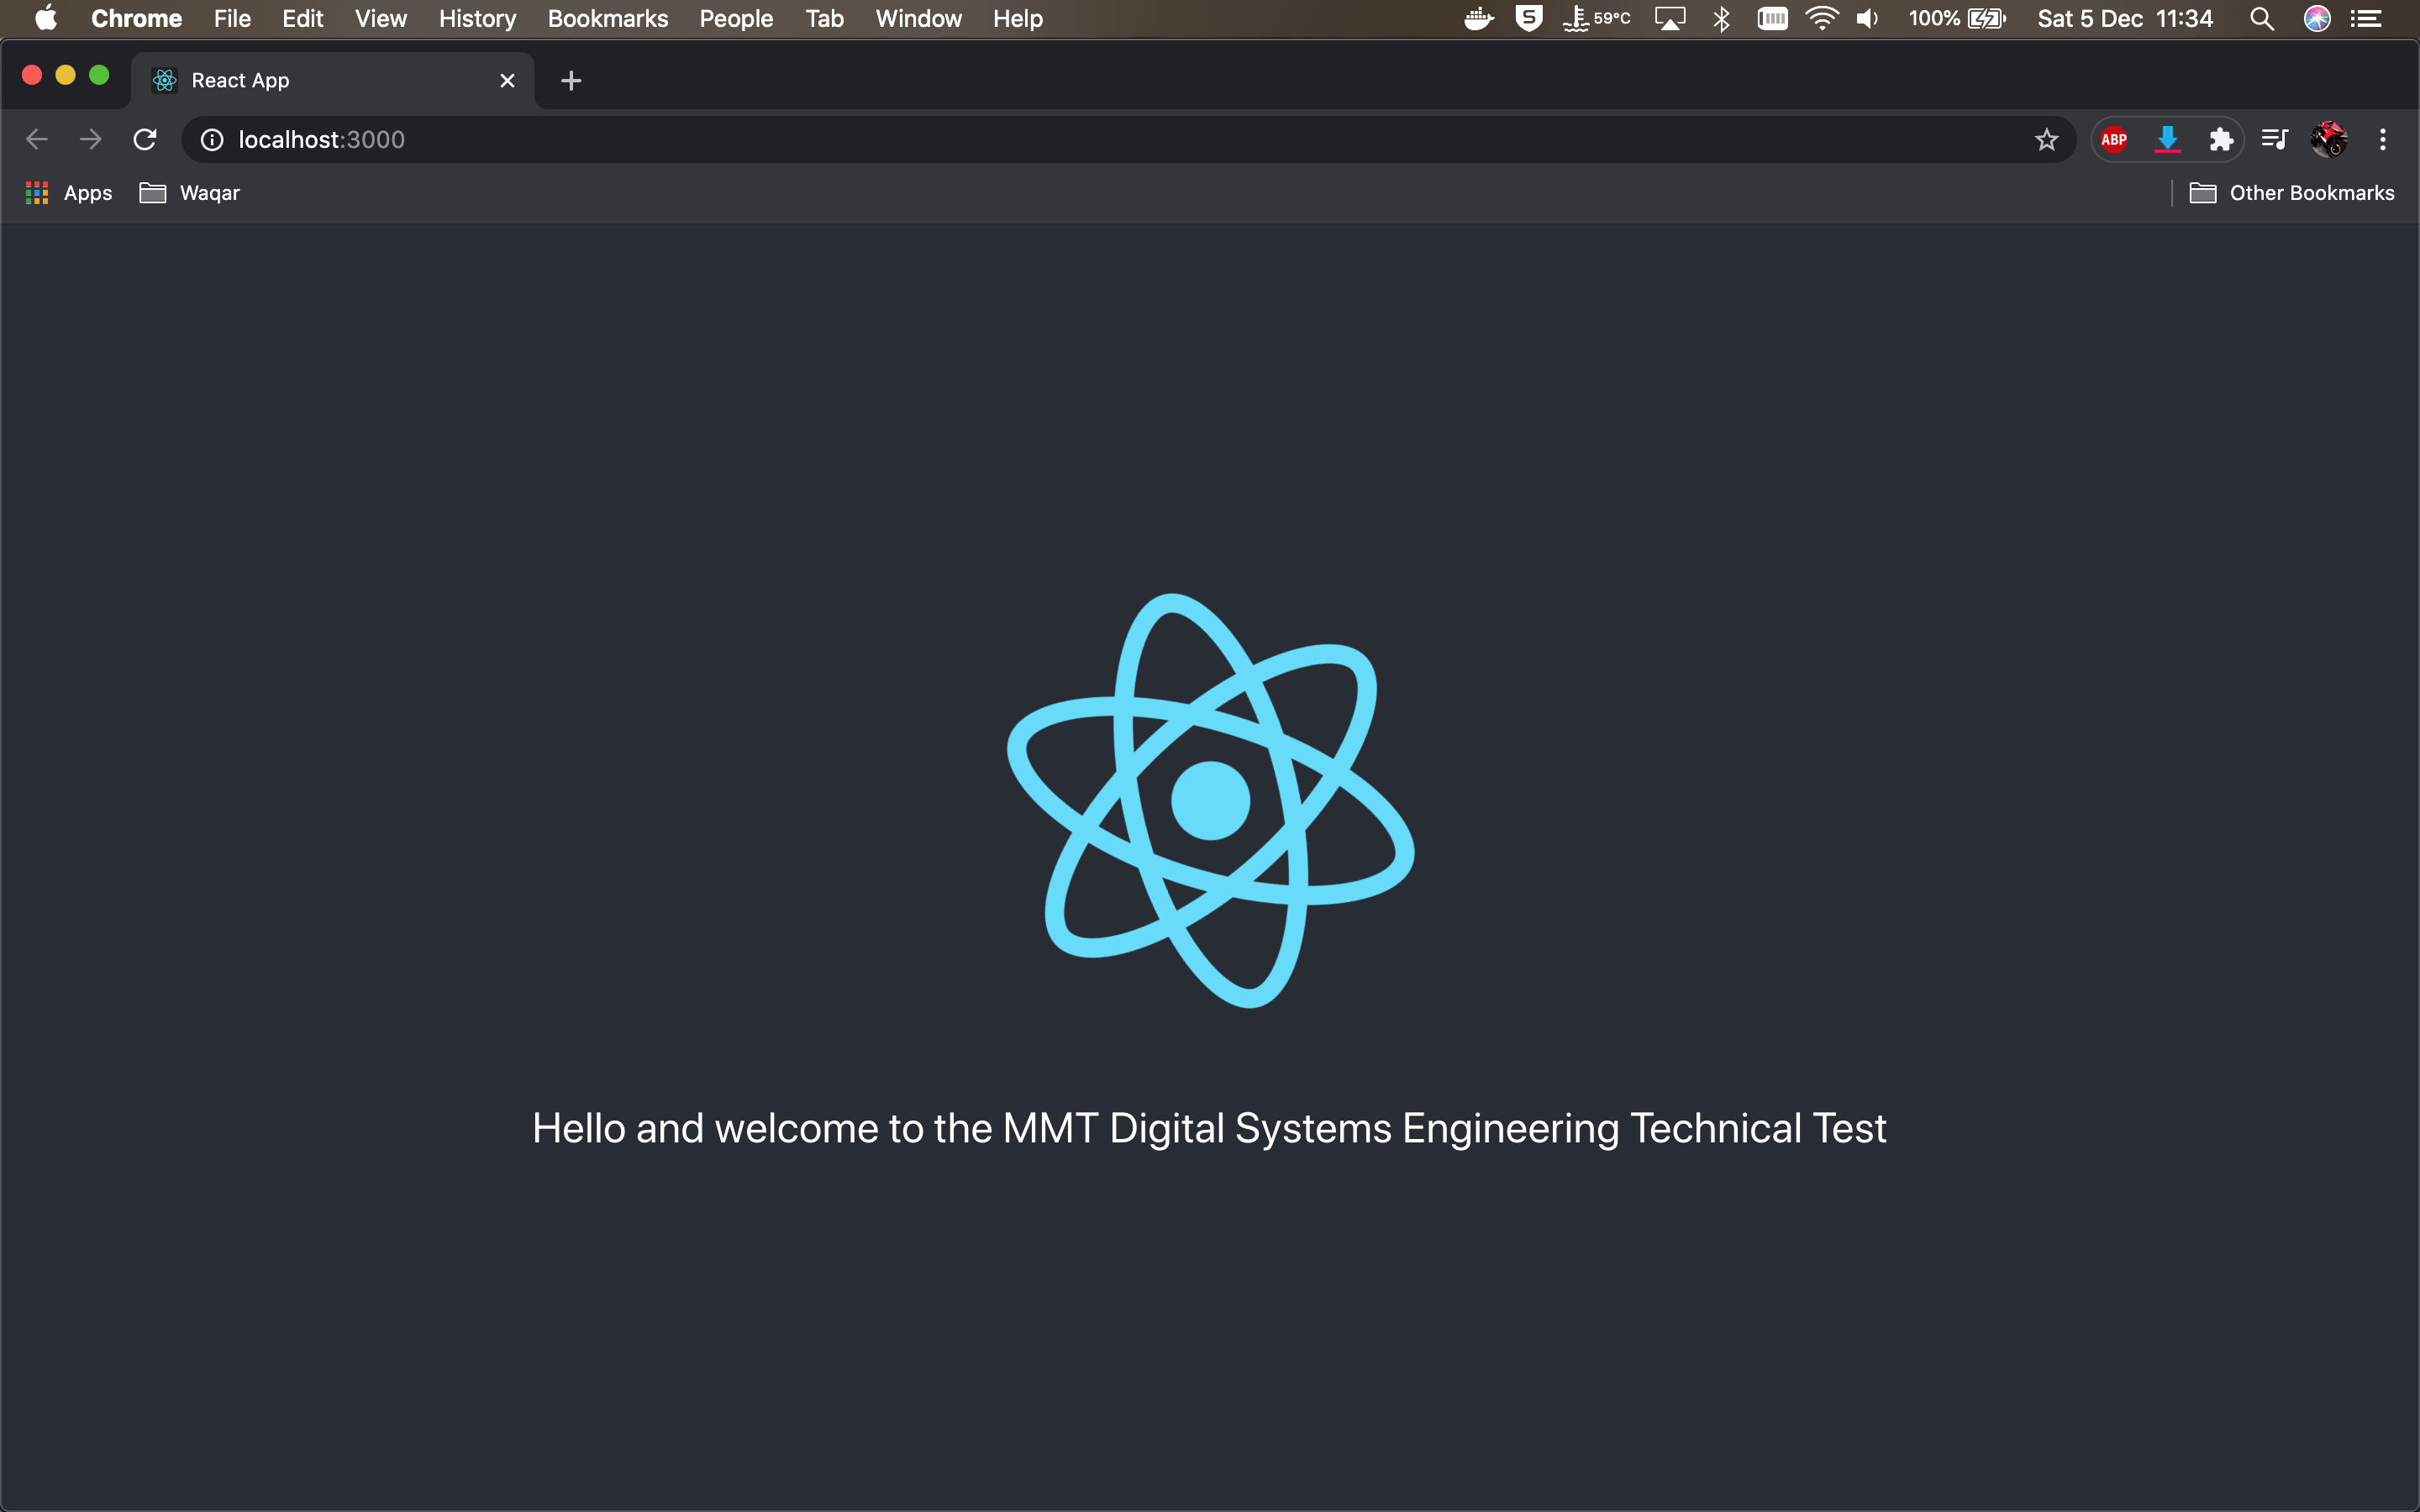 Chrome File Edit View History Bookmarks People Tab Window Help S 59°C 100% Sat 5 Dec 11:34
React App
localhost:3000 ABP
Apps Waqar Other Bookmarks
Hello and welcome to the MMT Digital Systems Engineering Technical Test